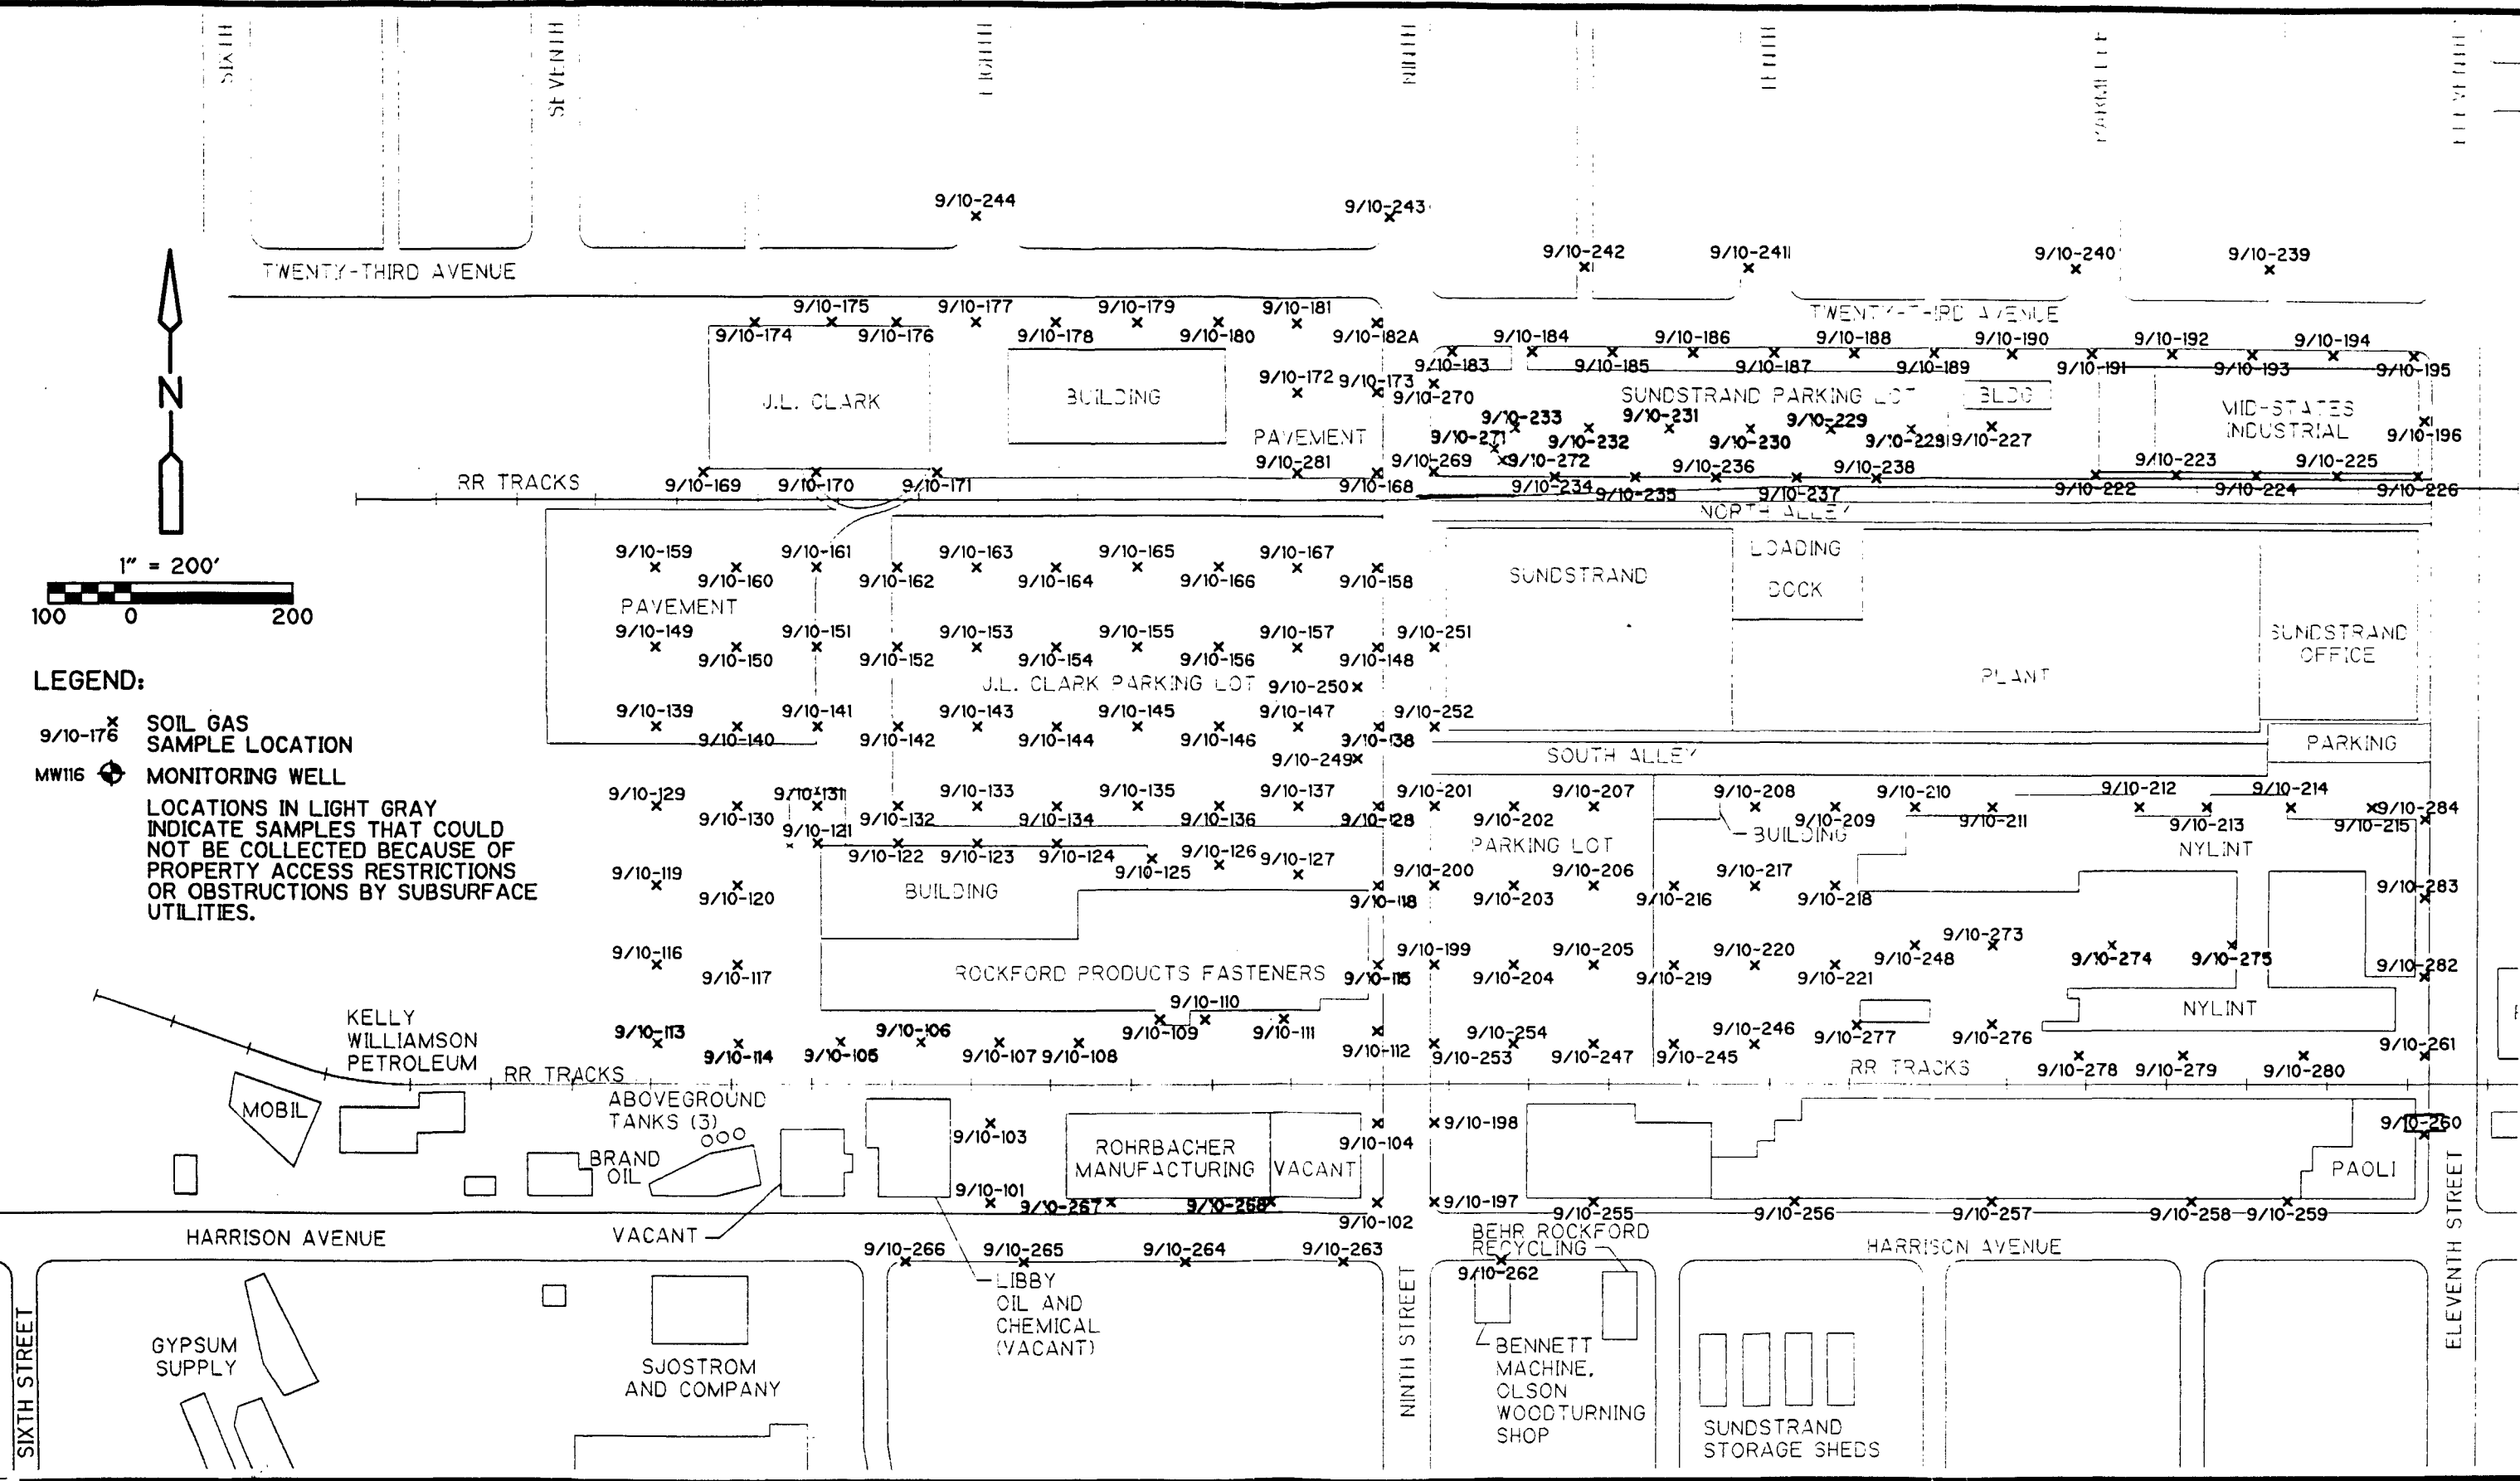 SIXTH
SEVENTH
EIGHTH
NINTH
TENTH
ELEVENTH
9/10-244
9/10-243
9/10-242
9/10-241
9/10-240
9/10-239
TWENTY-THIRD AVENUE
TWENTY-THIRD AVENUE
9/10-175
9/10-177
9/10-179
9/10-181
9/10-174
9/10-176
9/10-178
9/10-180
9/10-182A
9/10-184
9/10-186
9/10-188
9/10-190
9/10-192
9/10-194
9/10-183
9/10-185
9/10-187
9/10-189
9/10-191
9/10-193
9/10-195
N
J.L. CLARK
BUILDING
9/10-172
9/10-173
9/10-270
SUNDSTRAND PARKING LOT
BLDG
MID-STATES
INDUSTRIAL
PAVEMENT
9/10-233
9/10-231
9/10-229
9/10-271
9/10-232
9/10-230
9/10-227
9/10-196
9/10-281
9/10-269
9/10-272
9/10-236
9/10-238
9/10-223
9/10-225
RR TRACKS
9/10-169
9/10-170
9/10-171
9/10-168
9/10-234
9/10-235
9/10-237
9/10-222
9/10-224
9/10-226
NORTH ALLEY
9/10-159
9/10-161
9/10-163
9/10-165
9/10-167
9/10-160
9/10-162
9/10-164
9/10-166
9/10-158
SUNDSTRAND
LOADING
DOCK
1" = 200'
100 0 200
PAVEMENT
9/10-149
9/10-151
9/10-153
9/10-155
9/10-157
9/10-251
9/10-150
9/10-152
9/10-154
9/10-156
9/10-148
SUNDSTRAND
OFFICE
PLANT
J.L. CLARK PARKING LOT
9/10-250
LEGEND:
9/10-176 SOIL GAS
SAMPLE LOCATION
MW116 MONITORING WELL
LOCATIONS IN LIGHT GRAY
INDICATE SAMPLES THAT COULD
NOT BE COLLECTED BECAUSE OF
PROPERTY ACCESS RESTRICTIONS
OR OBSTRUCTIONS BY SUBSURFACE
UTILITIES.
9/10-139
9/10-141
9/10-143
9/10-145
9/10-147
9/10-252
9/10-140
9/10-142
9/10-144
9/10-146
9/10-138
9/10-249
SOUTH ALLEY
PARKING
9/10-129
9/10-131
9/10-133
9/10-135
9/10-137
9/10-201
9/10-207
9/10-208
9/10-210
9/10-212
9/10-214
9/10-284
9/10-130
9/10-132
9/10-134
9/10-136
9/10-128
9/10-202
9/10-209
9/10-211
9/10-213
9/10-215
9/10-121
BUILDING
PARKING LOT
NYLINT
9/10-122
9/10-123
9/10-124
9/10-125
9/10-126
9/10-127
9/10-119
9/10-120
BUILDING
9/10-118
9/10-200
9/10-206
9/10-217
9/10-283
9/10-203
9/10-216
9/10-218
9/10-116
9/10-117
ROCKFORD PRODUCTS FASTENERS
9/10-115
9/10-199
9/10-205
9/10-220
9/10-273
9/10-204
9/10-219
9/10-221
9/10-248
9/10-274
9/10-275
9/10-282
9/10-110
NYLINT
KELLY
WILLIAMSON
PETROLEUM
9/10-113
9/10-114
9/10-105
9/10-106
9/10-107
9/10-108
9/10-109
9/10-111
9/10-112
9/10-254
9/10-253
9/10-247
9/10-245
9/10-246
9/10-277
9/10-276
9/10-261
RR TRACKS
RR TRACKS
9/10-278
9/10-279
9/10-280
MOBIL
ABOVEGROUND
TANKS (3)
BRAND
OIL
9/10-103
ROHRBACHER
MANUFACTURING
VACANT
9/10-104
9/10-198
9/10-260
PAOLI
9/10-101
9/10-267
9/10-268
9/10-102
9/10-197
9/10-255
9/10-256
9/10-257
9/10-258
9/10-259
HARRISON AVENUE
VACANT
BEHR ROCKFORD
RECYCLING
HARRISON AVENUE
9/10-266
9/10-265
9/10-264
9/10-263
9/10-262
LIBBY
OIL AND
CHEMICAL
(VACANT)
SIXTH STREET
GYPSUM
SUPPLY
SJOSTROM
AND COMPANY
NINTH STREET
BENNETT
MACHINE,
OLSON
WOODTURNING
SHOP
SUNDSTRAND
STORAGE SHEDS
ELEVENTH STREET